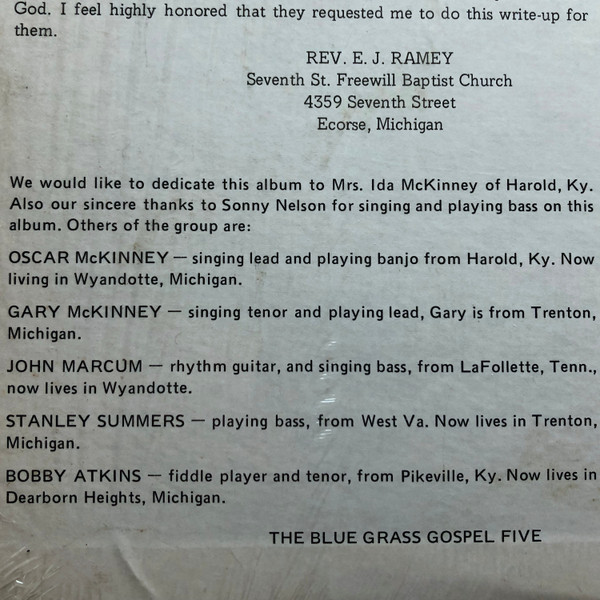 God. I feel highly honored that they requested me to do this write-up for
them.
REV. E. J. RAMEY
Seventh St. Freewill Baptist Church
4359 Seventh Street
Ecorse, Michigan
We would like to dedicate this album to Mrs. Ida McKinney of Harold, Ky.
Also our sincere thanks to Sonny Nelson for singing and playing bass on this
album. Others of the group are:
OSCAR McKINNEY — singing lead and playing banjo from Harold, Ky. Now
living in Wyandotte, Michigan.
GARY McKINNEY — singing tenor and playing lead, Gary is from Trenton,
Michigan.
JOHN MARCUM — rhythm guitar, and singing bass, from LaFollette, Tenn.,
now lives in Wyandotte.
STANLEY SUMMERS — playing bass, from West Va. Now lives in Trenton,
Michigan.
BOBBY ATKINS — fiddle player and tenor, from Pikeville, Ky. Now lives in
Dearborn Heights, Michigan.
THE BLUE GRASS GOSPEL FIVE